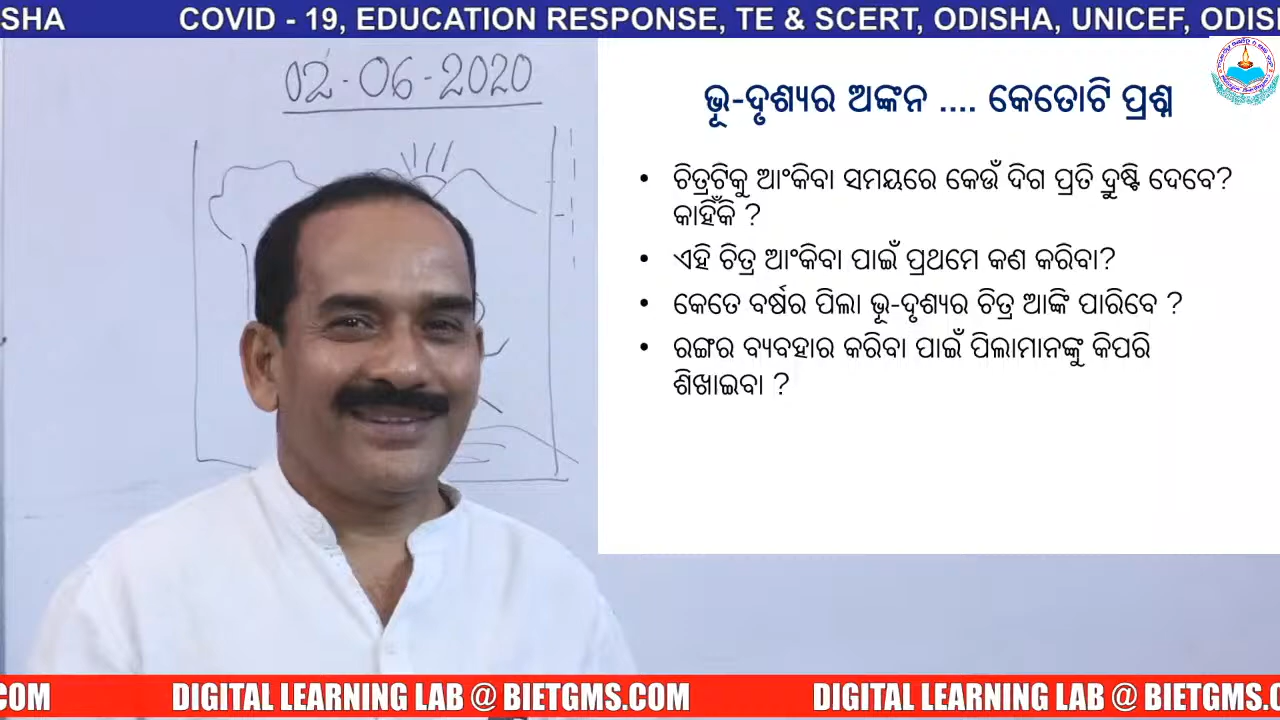 SHA COVID - 19, EDUCATION RESPONSE, TE & SCERT, ODISHA, UNICEF, ODIS
02-06-2020
ଭୂ-ଦୃଶ୍ୟର ଅଙ୍କନ .... କେତୋଟି ପ୍ରଶ୍ନ
• ଚିତ୍ରଟିକୁ ଆଂକିବା ସମୟରେ କେଉଁ ଦିଗ ପ୍ରତି ଦ୍ରୁଷ୍ଟି ଦେବେ?
କାହିଁକି ?
• ଏହି ଚିତ୍ର ଆଂକିବା ପାଇଁ ପ୍ରଥମେ କଣ କରିବା?
• କେତେ ବର୍ଷର ପିଲା ଭୂ-ଦୃଶ୍ୟର ଚିତ୍ର ଆଙ୍କି ପାରିବେ ?
• ରଙ୍ଗର ବ୍ୟବହାର କରିବା ପାଇଁ ପିଲାମାନଙ୍କୁ କିପରି
ଶିଖାଇବା ?
COM DIGITAL LEARNING LAB @ BIETGMS.COM DIGITAL LEARNING LAB @ BIETGMS.C